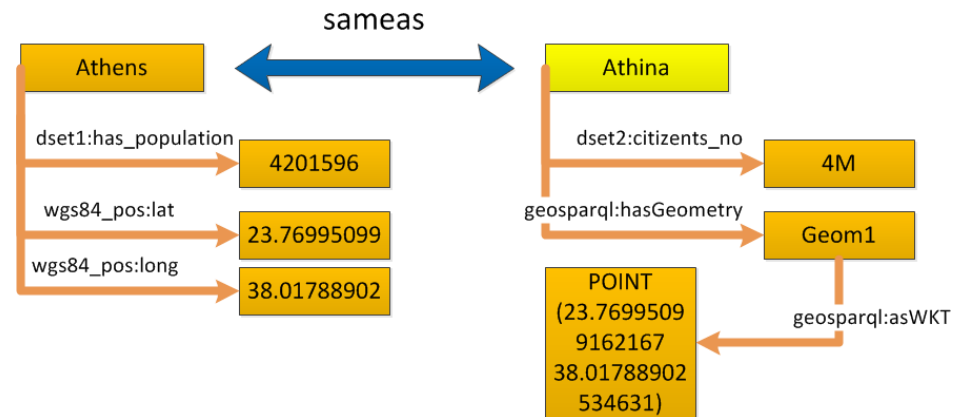 sameas
Athens
Athina
dset1:has_population
4201596
wgs84_pos:lat
23.76995099
wgs84_pos:long
38.01788902
dset2:citizents_no
4M
geosparql:hasGeometry
Geom1
geosparql:asWKT
POINT
(23.7699509
9162167
38.01788902
534631)